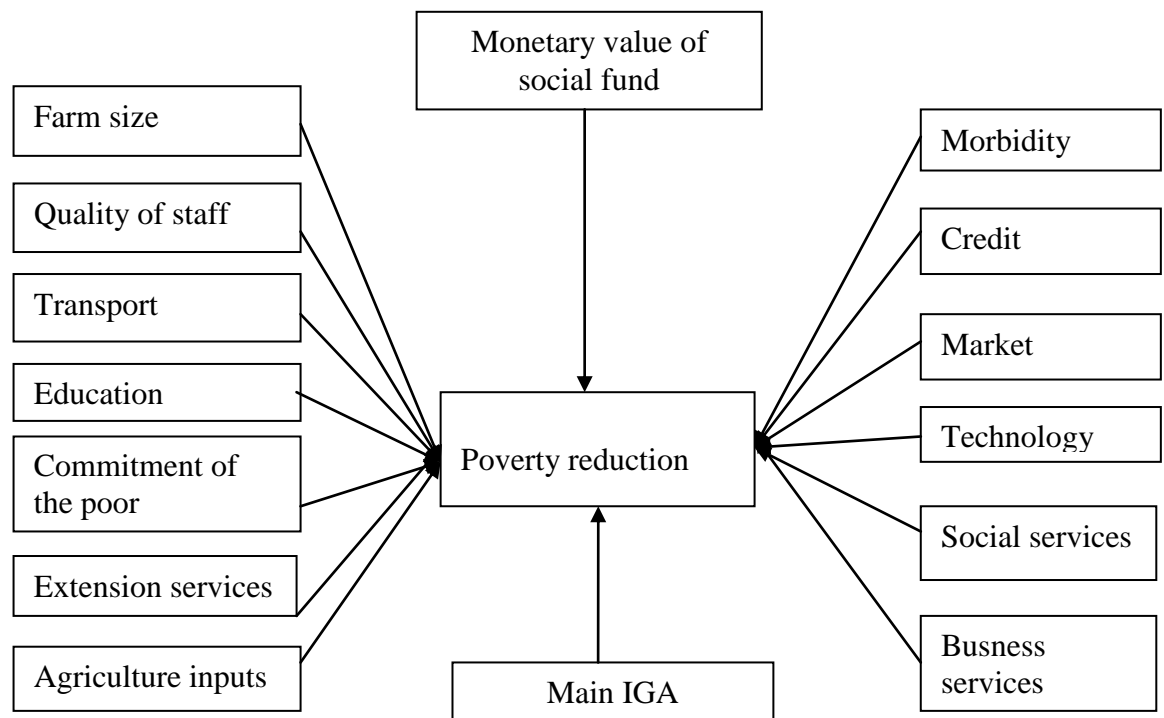 Monetary value of
social fund
Farm size
Quality of staff
Transport
Education
Commitment of
the poor
Extension services
Agriculture inputs
Poverty reduction
Main IGA
Morbidity
Credit
Market
Technology
Social services
Busness
services